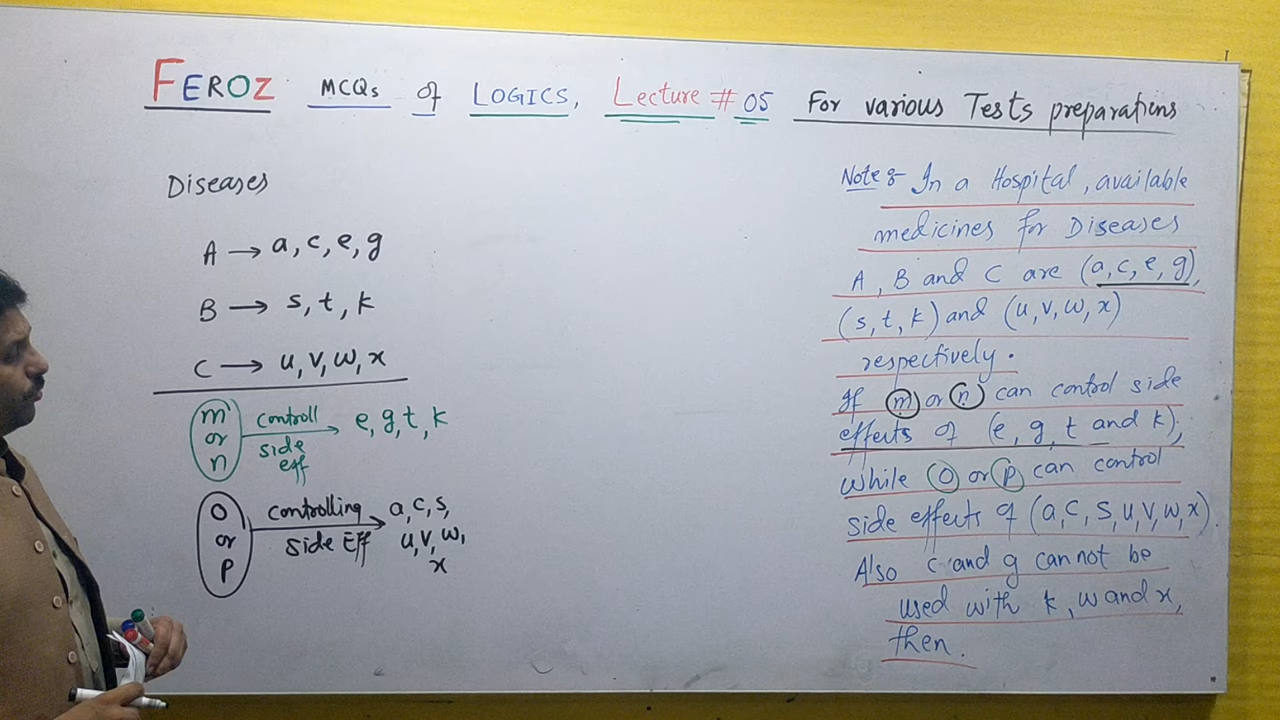 FEROZ MCQs of LOGICS, Lecture # 05 For various Tests preparations
Diseases
A → a, c, e, g
B → s, t, k
C → u, v, w, x
m or n controll side eff → e, g, t, k
O or p controlling side Eff → a, c, s,
u, v, w,
x
Note :- In a Hospital, available
medicines for Diseases
A, B and C are (a, c, e, g),
(s, t, k) and (u, v, w, x)
respectively.
If m or n can control side
effects of (e, g, t and k),
while O or p can control
side effects of (a, c, s, u, v, w, x).
Also c and g cannot be
used with k, w and x,
then.